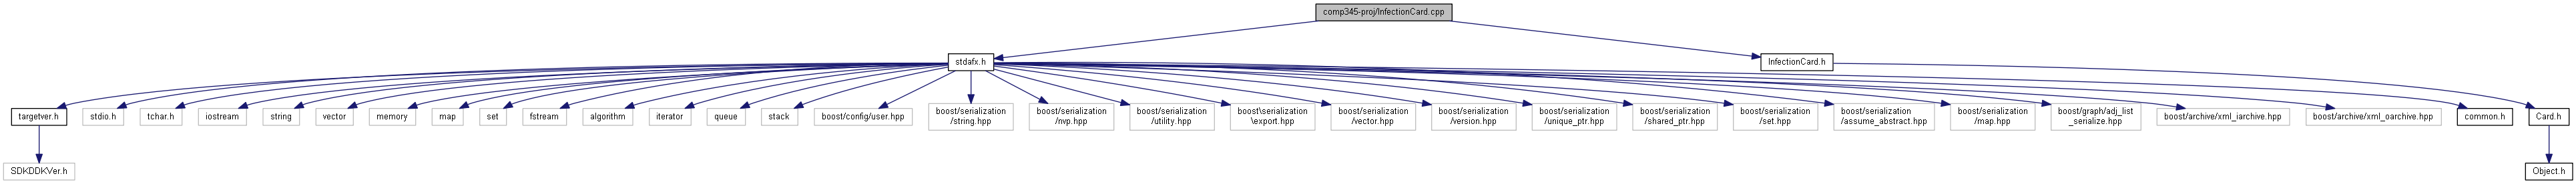 comp345-proj/InfectionCard.cpp
stdafx.h
InfectionCard.h
targetver.h
stdio.h
tchar.h
iostream
string
vector
memory
map
set
fstream
algorithm
iterator
queue
stack
boost/config/user.hpp
boost/serialization
/string.hpp
boost/serialization
/nvp.hpp
boost/serialization
/utility.hpp
boost\serialization
\export.hpp
boost/serialization
/vector.hpp
boost/serialization
/version.hpp
boost/serialization
/unique_ptr.hpp
boost/serialization
/shared_ptr.hpp
boost/serialization
/set.hpp
boost/serialization
/assume_abstract.hpp
boost/serialization
/map.hpp
boost/graph/adj_list
_serialize.hpp
boost/archive/xml_iarchive.hpp
boost/archive/xml_oarchive.hpp
common.h
Card.h
SDKDDKVer.h
Object.h